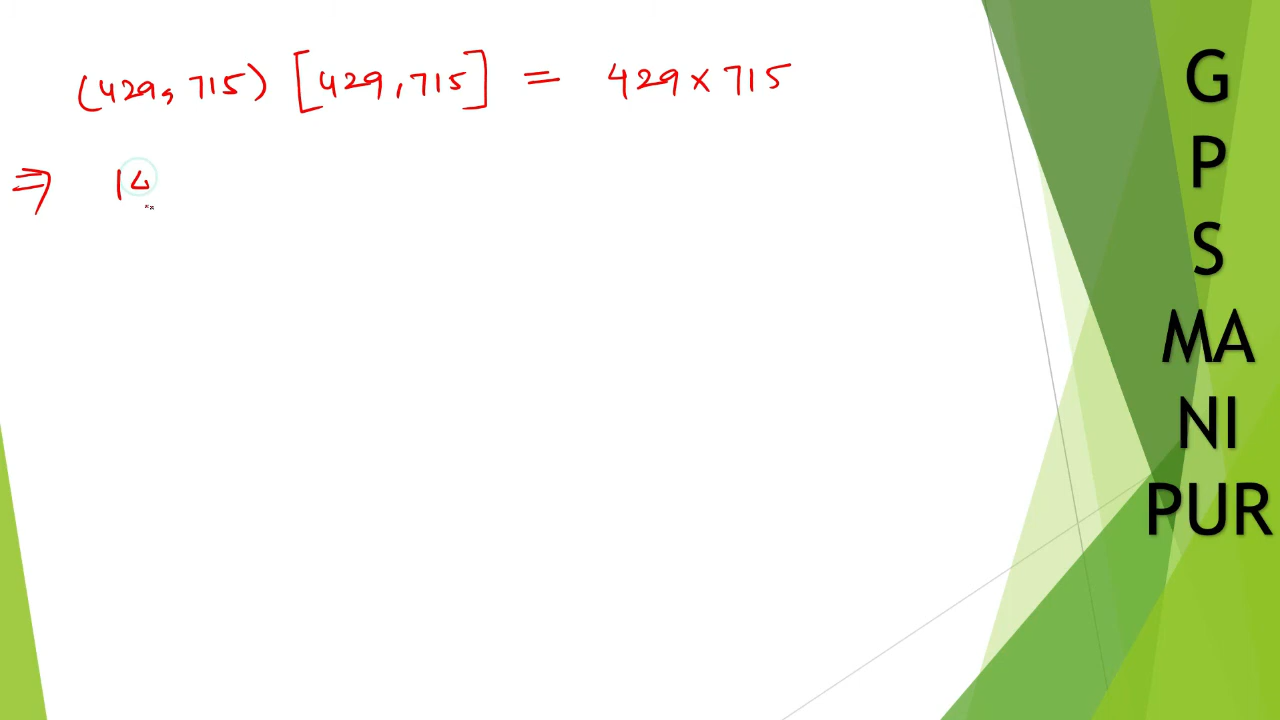 (429, 715) [429, 715] = 429 × 715
⇒ 14
G
P
S
MA
NI
PUR